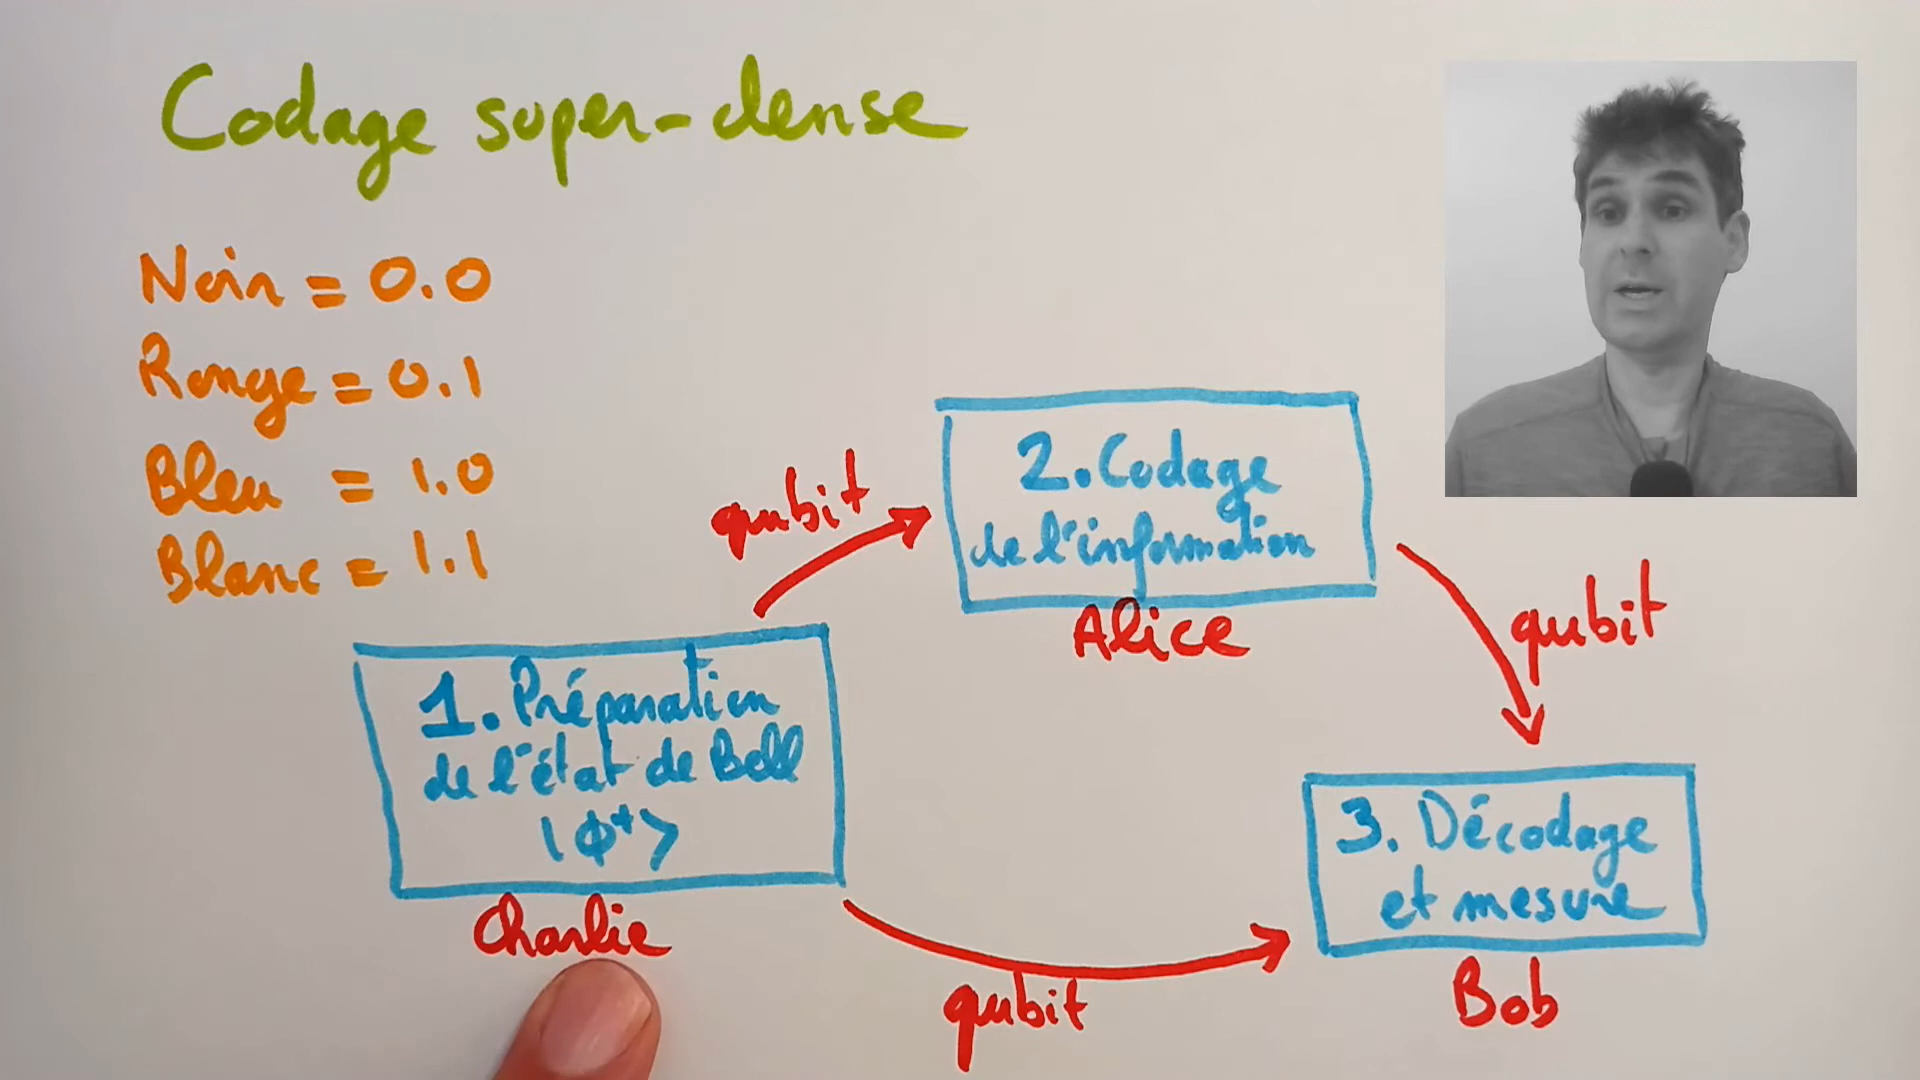 Codage super-dense
Noir = 0.0
Rouge = 0.1
Bleu = 1.0
Blanc = 1.1
qubit
2. Codage
de l'information
Alice
qubit
1. Préparation
de l'état de Bell
|Φ⁺>
Charlie
qubit
3. Décodage
et mesure
Bob